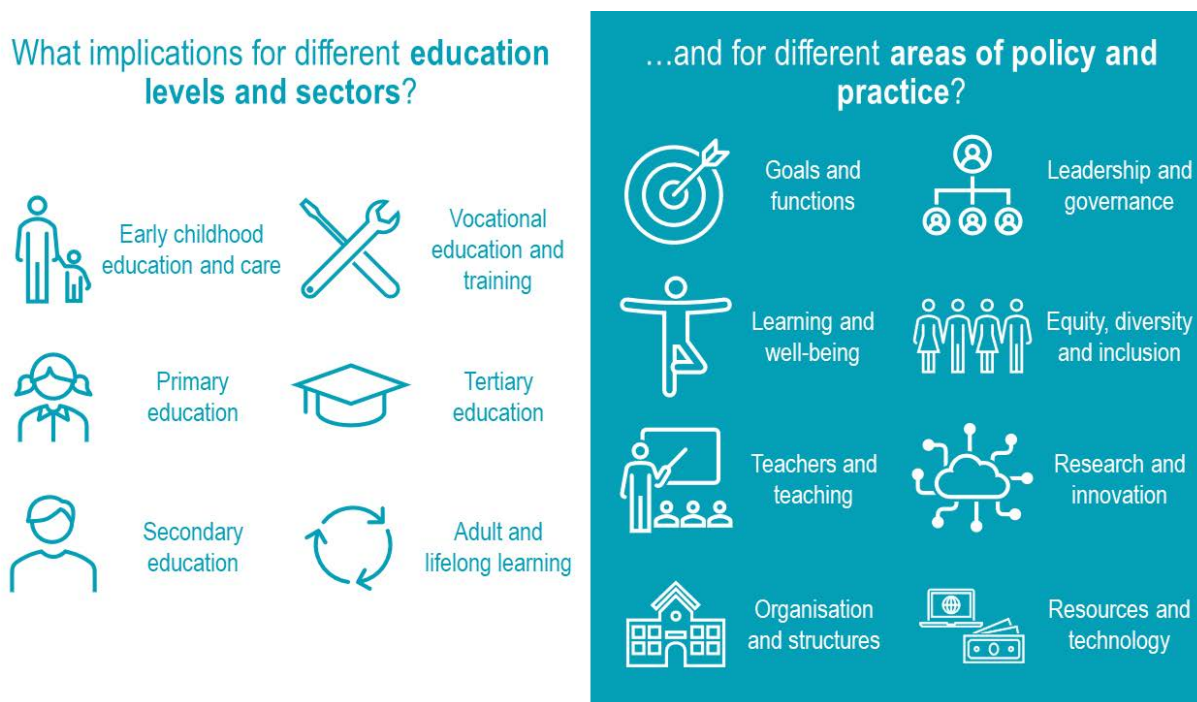 What implications for different education
levels and sectors?
Early childhood
education and care
Vocational
education and
training
Primary
education
Tertiary
education
Secondary
education
Adult and
lifelong learning
…and for different areas of policy and
practice?
Goals and
functions
Leadership and
governance
Learning and
well-being
Equity, diversity
and inclusion
Teachers and
teaching
Research and
innovation
Organisation
and structures
Resources and
technology